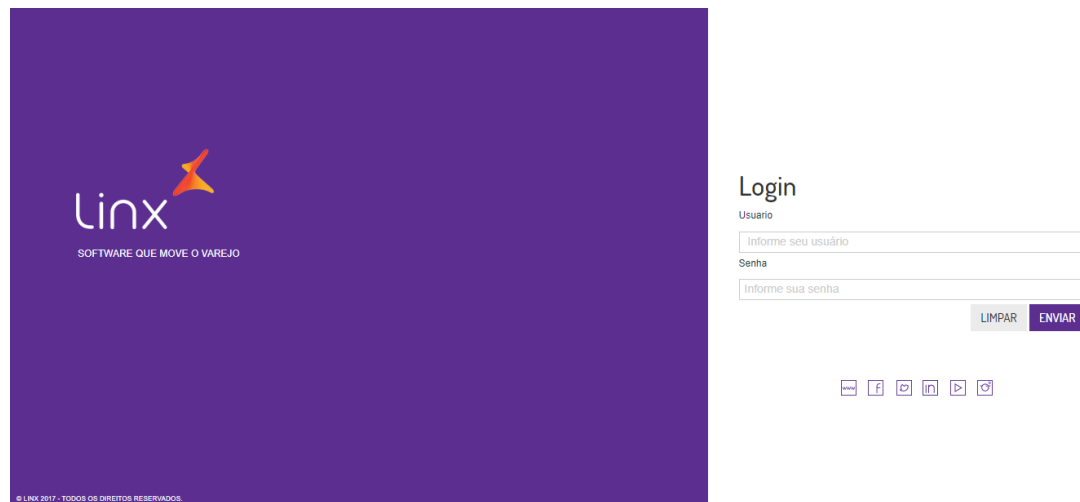 Linx
SOFTWARE QUE MOVE O VAREJO
© LINX 2017 - TODOS OS DIREITOS RESERVADOS.
Login
Usuario
Informe seu usuário
Senha
Informe sua senha
LIMPAR ENVIAR
www f in